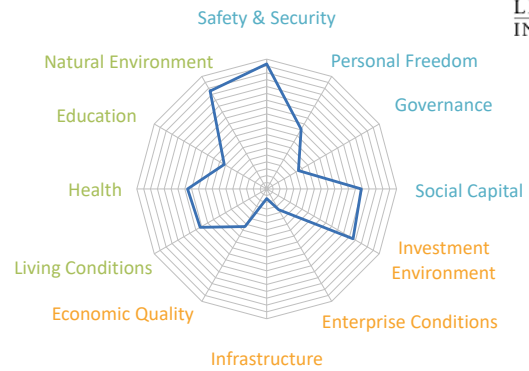 Safety & Security
Natural Environment
Personal Freedom
Education
Governance
Health
Social Capital
Investment
Environment
Living Conditions
Economic Quality
Enterprise Conditions
Infrastructure